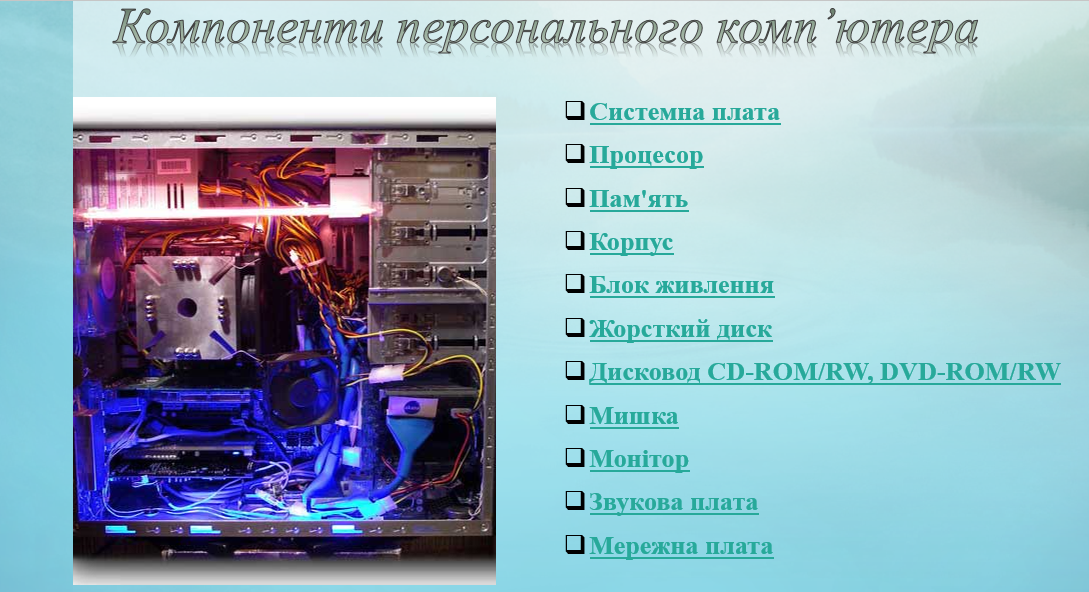 Компоненти персонального комп’ютера
Системна плата
Процесор
Пам'ять
Корпус
Блок живлення
Жорсткий диск
Дисковод CD-ROM/RW, DVD-ROM/RW
Мишка
Монітор
Звукова плата
Мережна плата